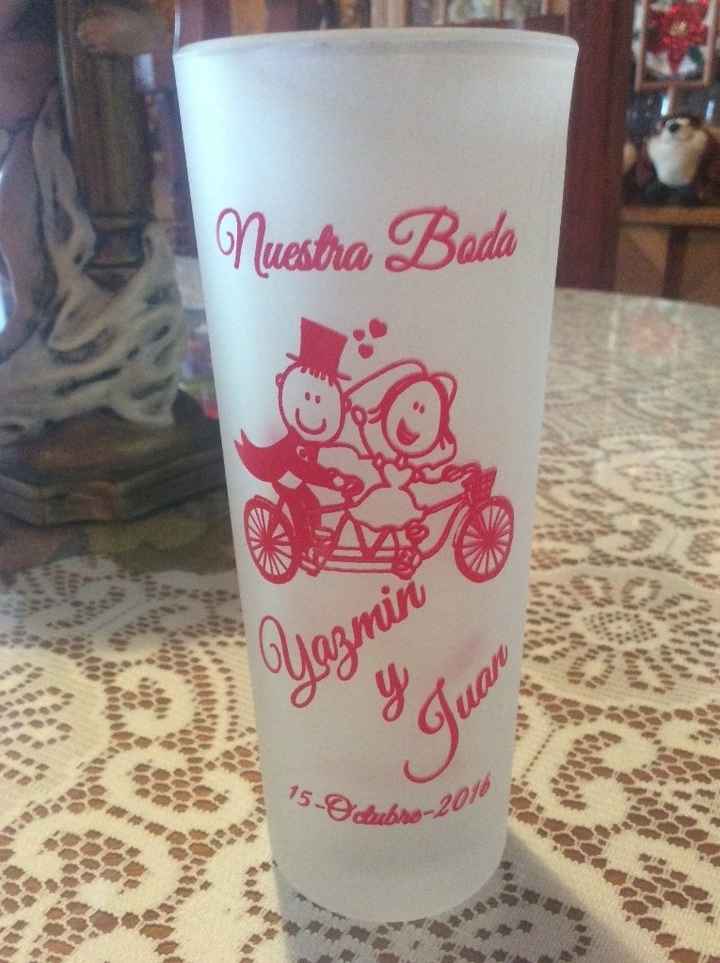 Nuestra Boda
Yazmin
y
Juan
15-Octubre-2016